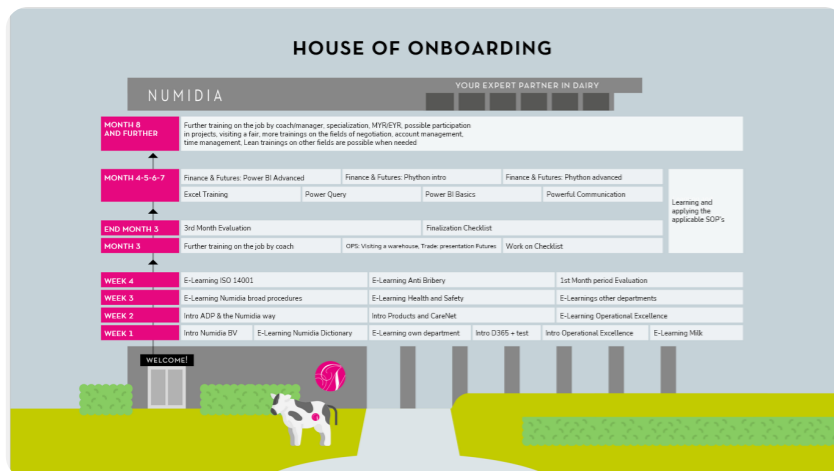 HOUSE OF ONBOARDING
NUMIDIA
YOUR EXPERT PARTNER IN DAIRY
MONTH 8
AND FURTHER
Further training on the job by coach/manager, specialization, MYR/EYR, possible participation
in projects, visiting a fair, more trainings on the fields of negotiation, account management,
time management, Lean trainings on other fields are possible when needed
MONTH 4-5-6-7
Finance & Futures: Power BI Advanced
Finance & Futures: Phython intro
Finance & Futures: Phython advanced
Excel Training
Power Query
Power BI Basics
Powerful Communication
Learning and
applying the
applicable SOP's
END MONTH 3
3rd Month Evaluation
Finalization Checklist
MONTH 3
Further training on the job by coach
OPS: Visiting a warehouse, Trade: presentation Futures
Work on Checklist
WEEK 4
E-Learning ISO 14001
E-Learning Anti Bribery
1st Month period Evaluation
WEEK 3
E-Learning Numidia broad procedures
E-Learning Health and Safety
E-Learnings other departments
WEEK 2
Intro ADP & the Numidia way
Intro Products and CareNet
E-Learning Operational Excellence
WEEK 1
Intro Numidia BV
E-Learning Numidia Dictionary
E-Learning own department
Intro D365 + test
Intro Operational Excellence
E-Learning Milk
WELCOME!